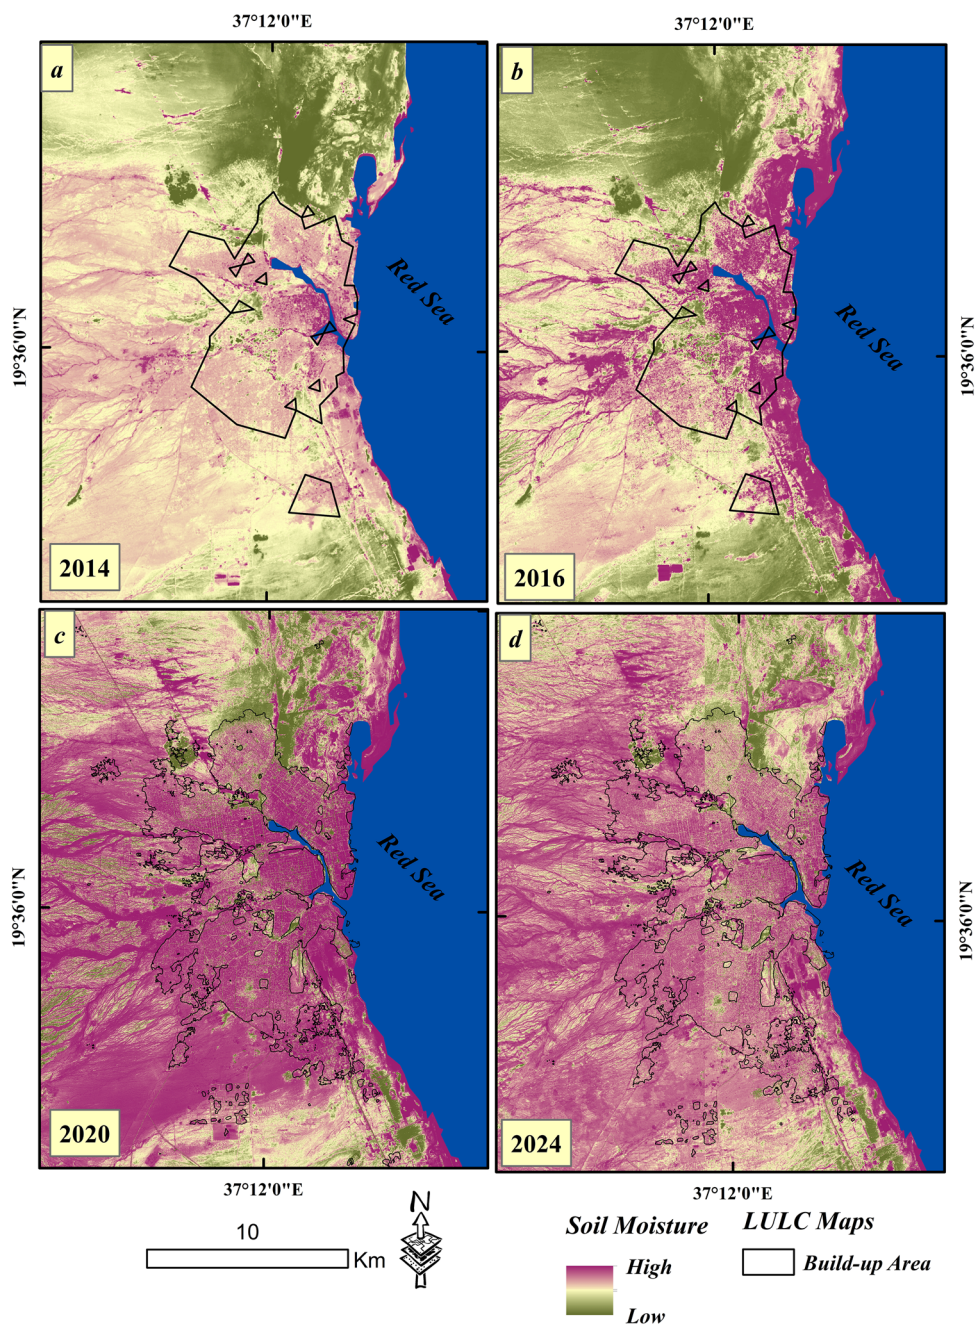 37°12'0"E
37°12'0"E
a
b
Red Sea
Red Sea
19°36'0"N
19°36'0"N
2014
2016
c
d
Red Sea
Red Sea
19°36'0"N
19°36'0"N
2020
2024
37°12'0"E
37°12'0"E
N
10
Km
Soil Moisture
High
Low
LULC Maps
Build-up Area